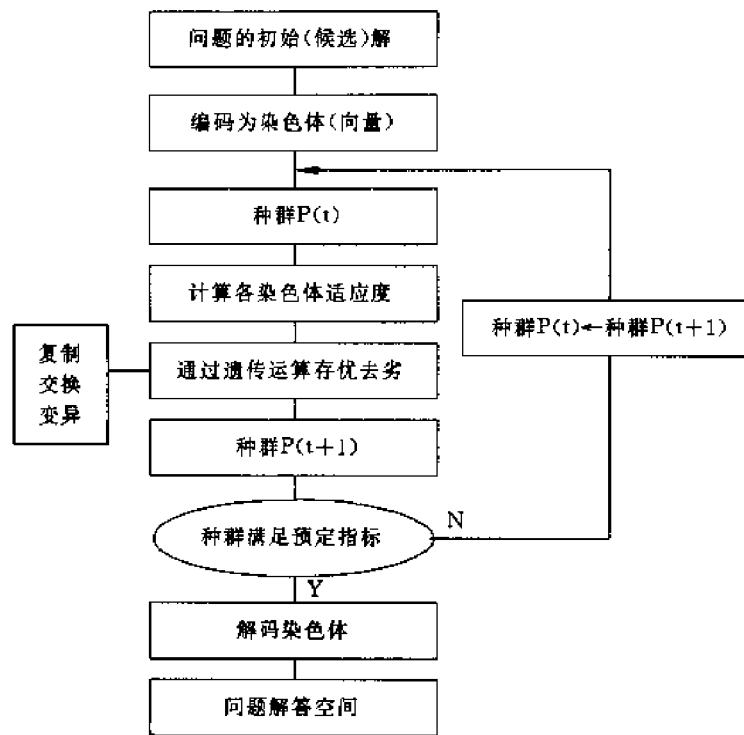 问题的初始(候选)解
编码为染色体(向量)
种群P(t)
计算各染色体适应度
种群P(t)←种群P(t+1)
复制
交换
变异
通过遗传运算存优去劣
种群P(t+1)
种群满足预定指标
N
Y
解码染色体
问题解答空间